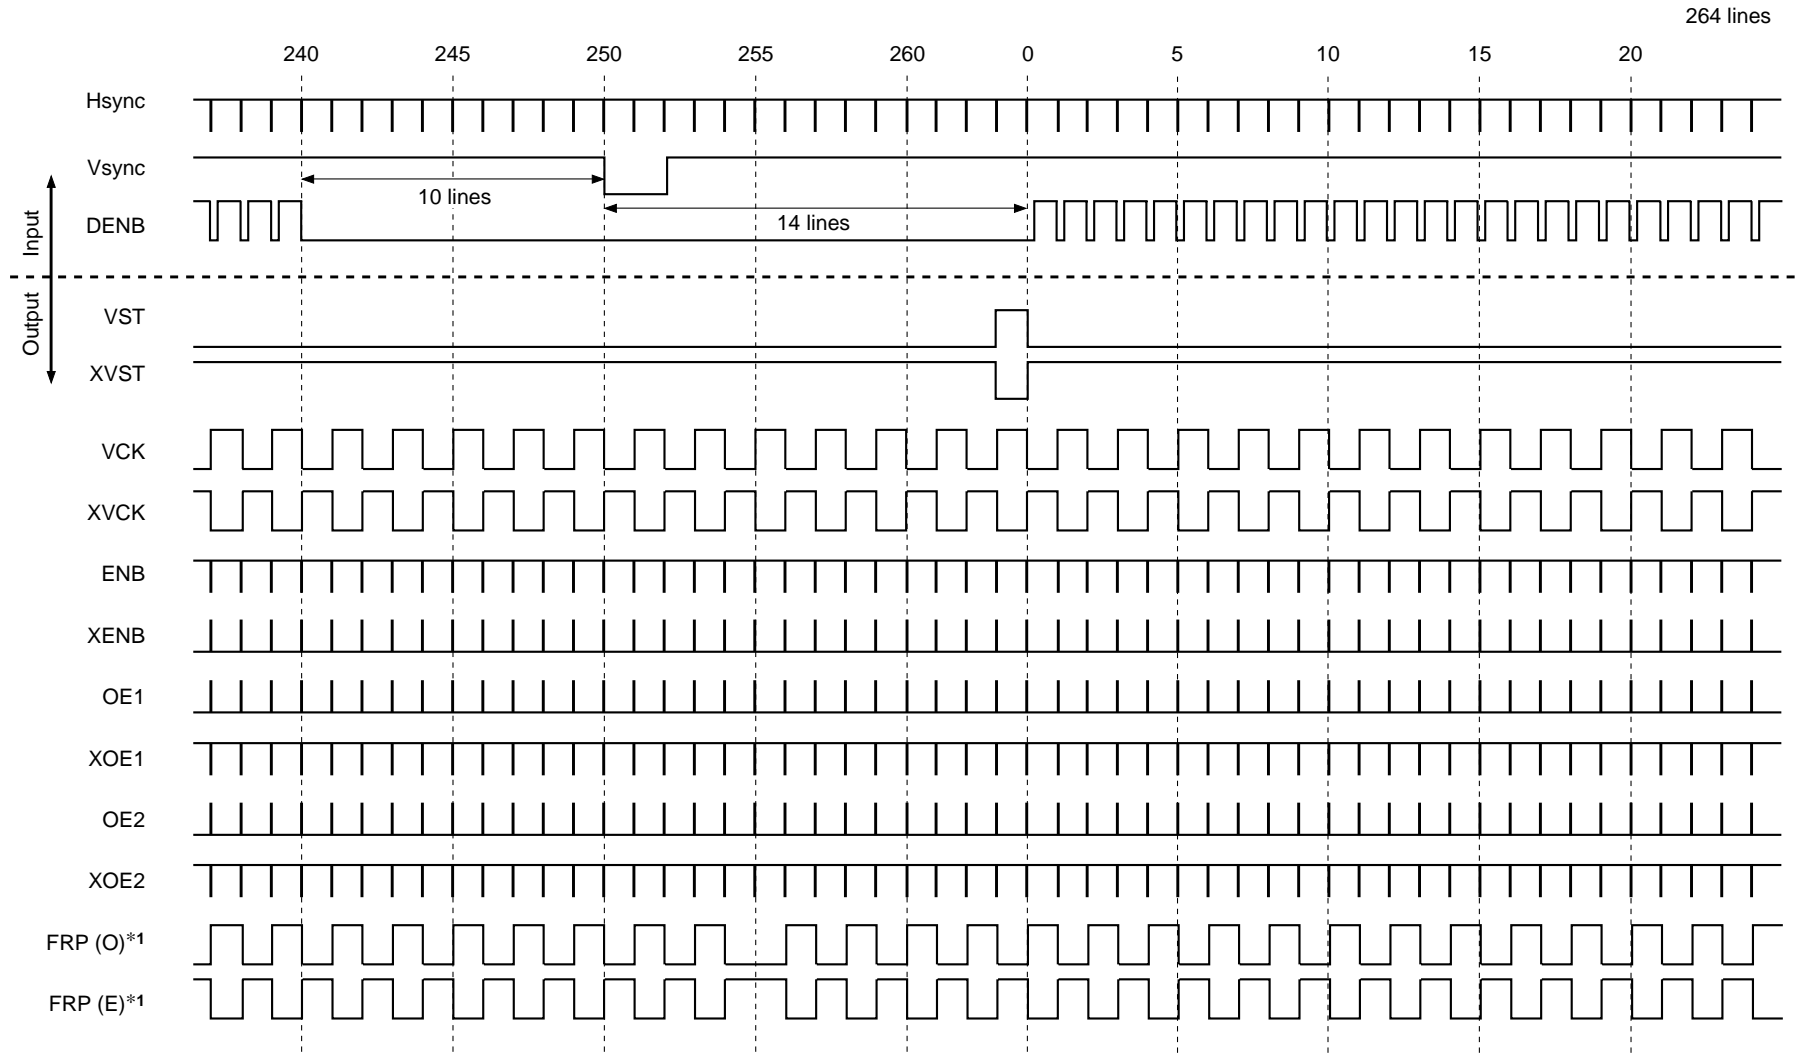 264 lines
240 245 250 255 260 0 5 10 15 20
Hsync
Vsync
10 lines
DENB
14 lines
Input
Output
VST
XVST
VCK
XVCK
ENB
XENB
OE1
XOE1
OE2
XOE2
FRP (O)*1
FRP (E)*1